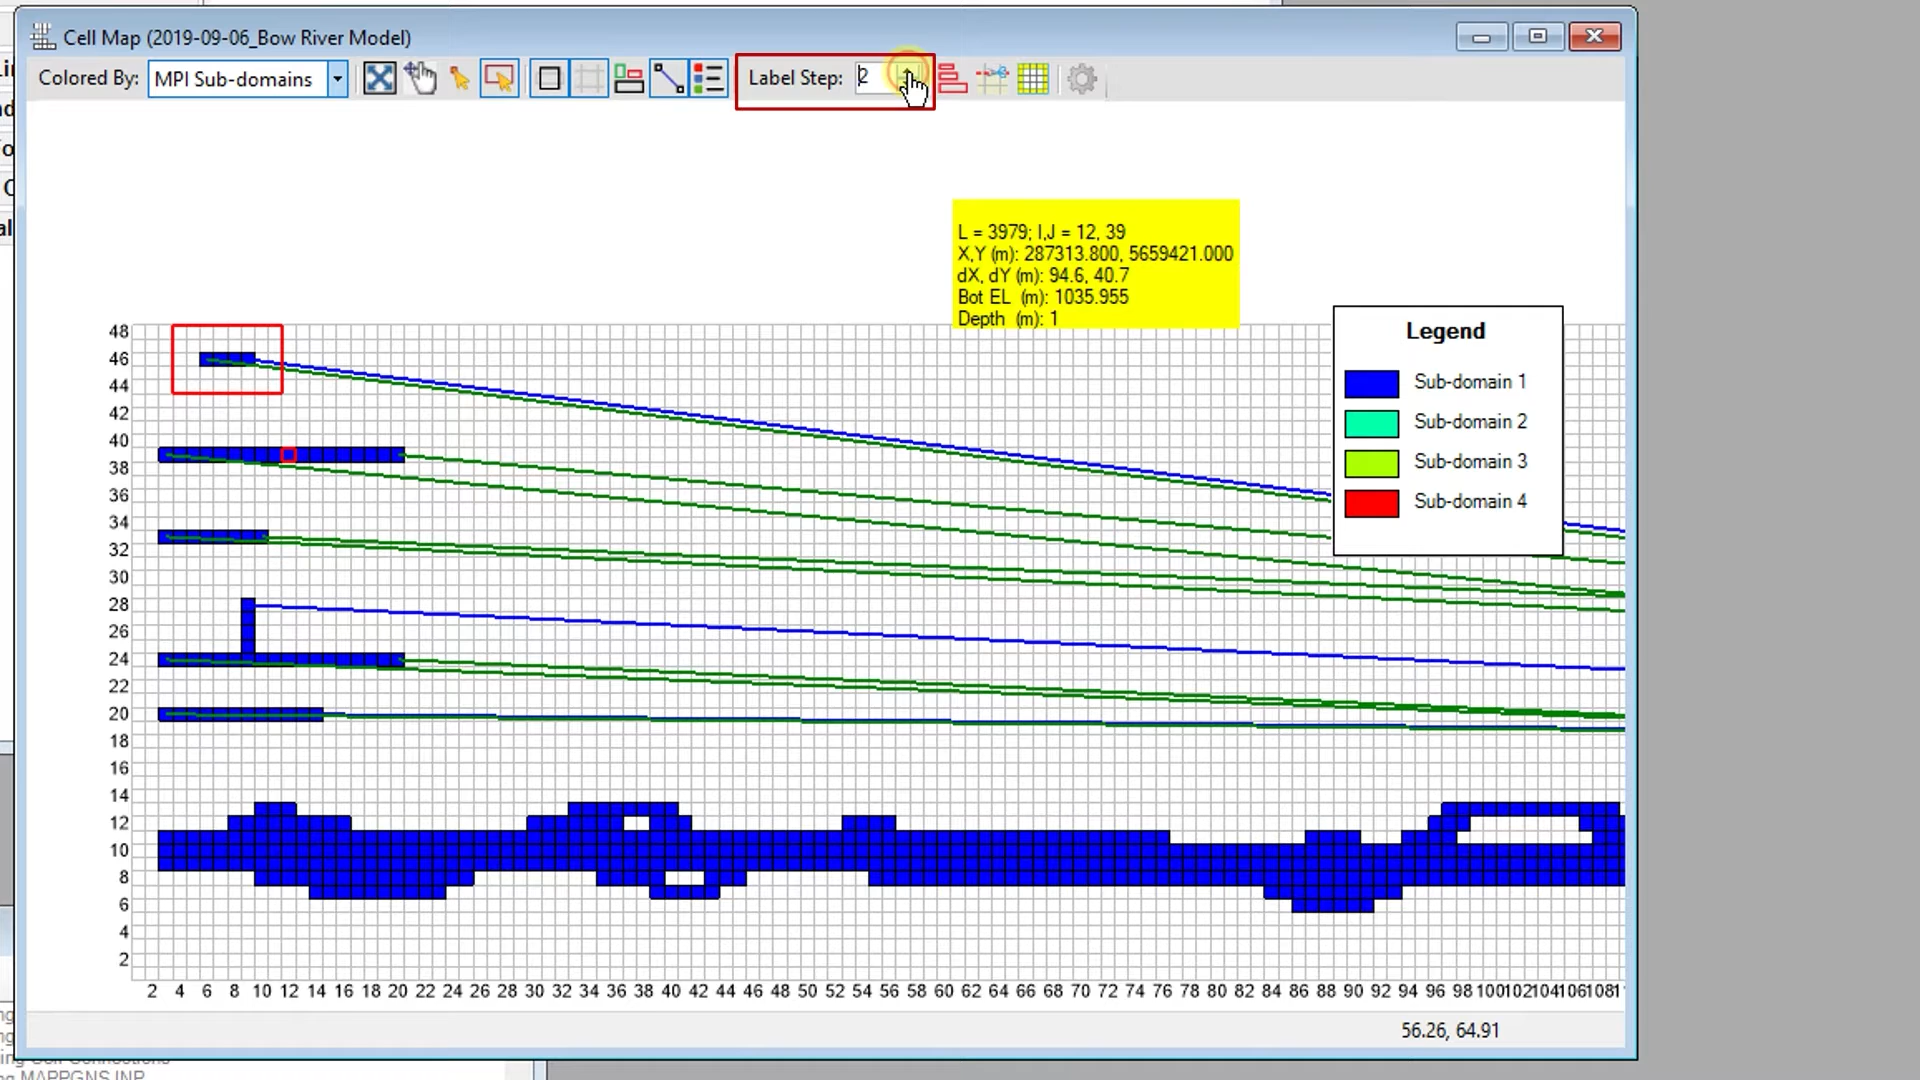 Cell Map (2019-09-06_Bow River Model)
Colored By: MPI Sub-domains Label Step: 2
L = 3979; I,J = 12, 39
X,Y (m): 287313.800, 5659421.000
dX, dY (m): 94.6, 40.7
Bot EL (m): 1035.955
Depth (m): 1
Legend
Sub-domain 1
Sub-domain 2
Sub-domain 3
Sub-domain 4
48
46
44
42
40
38
36
34
32
30
28
26
24
22
20
18
16
14
12
10
8
6
4
2
2 4 6 8 10 12 14 16 18 20 22 24 26 28 30 32 34 36 38 40 42 44 46 48 50 52 54 56 58 60 62 64 66 68 70 72 74 76 78 80 82 84 86 88 90 92 94 96 98 100 102 104 106 108
56.26, 64.91